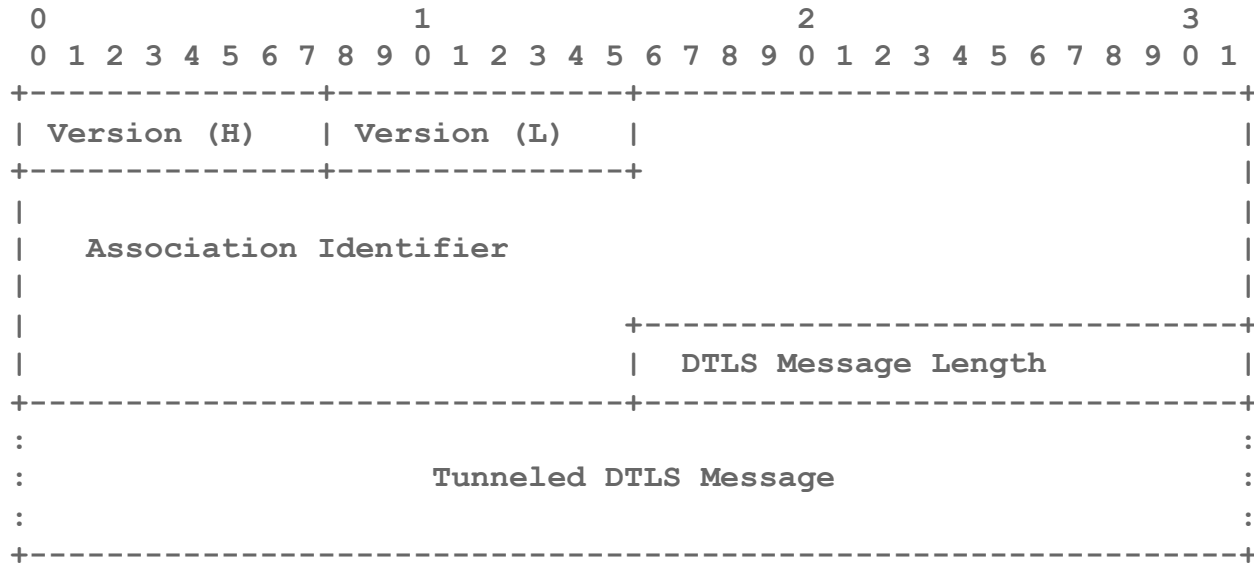 0                   1                   2                   3
 0 1 2 3 4 5 6 7 8 9 0 1 2 3 4 5 6 7 8 9 0 1 2 3 4 5 6 7 8 9 0 1
+---------------+---------------+-------------------------------+
| Version (H)   | Version (L)   |                               |
+---------------+---------------+                               |
|                                                               |
|   Association Identifier                                      |
|                                                               |
|                               +-------------------------------+
|                               |  DTLS Message Length          |
+-------------------------------+-------------------------------+
:                                                               :
:                     Tunneled DTLS Message                     :
:                                                               :
+---------------------------------------------------------------+